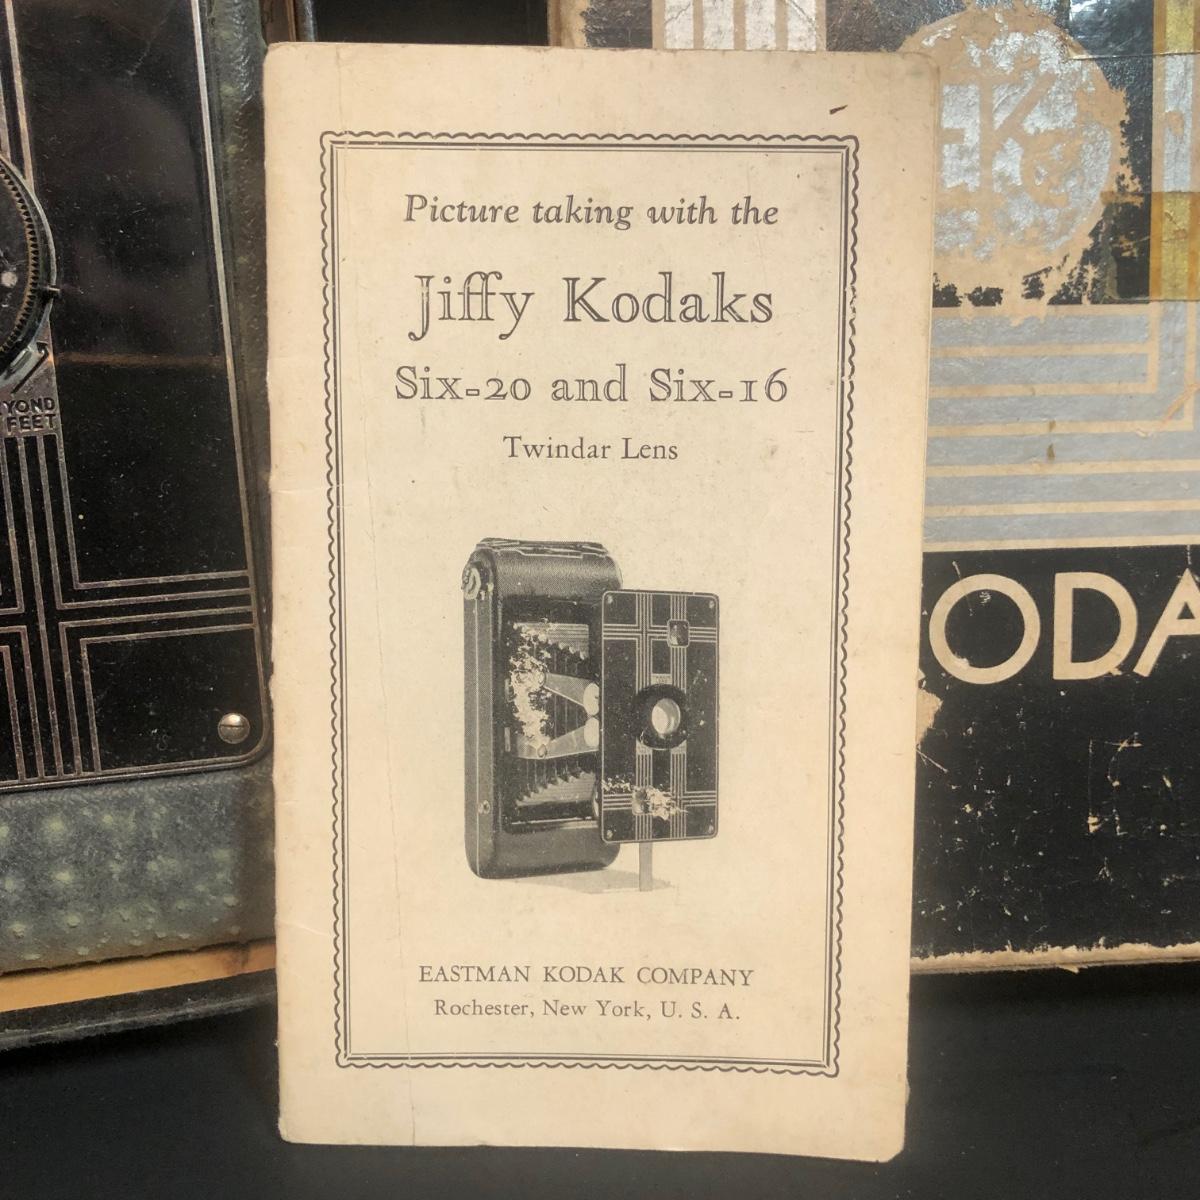 Picture taking with the
Jiffy Kodaks
Six-20 and Six-16
Twindar Lens
EASTMAN KODAK COMPANY
Rochester, New York, U. S. A.
YOND
FEET
EK
ODA